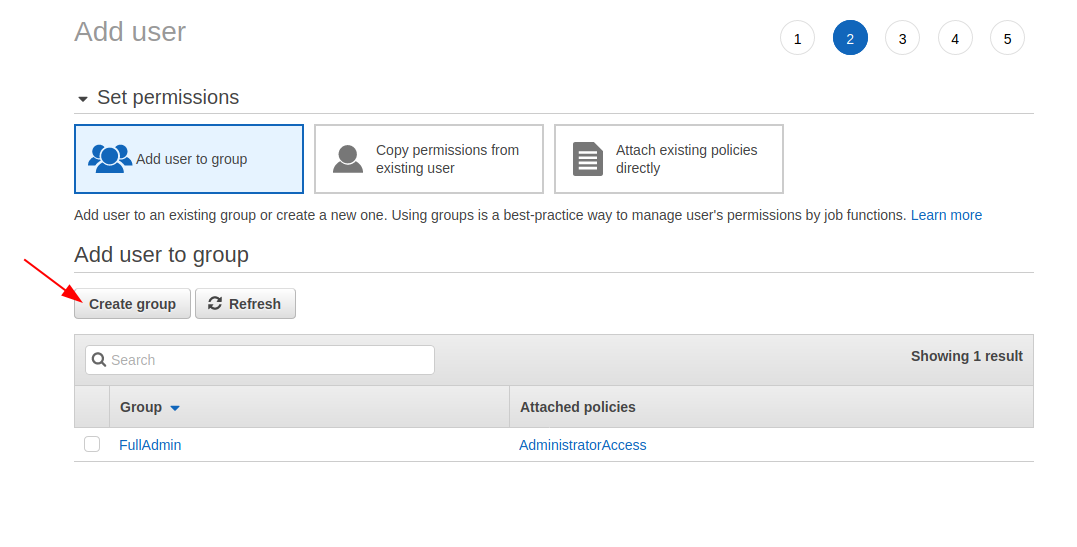 Add user
1 2 3 4 5
Set permissions
Add user to group
Copy permissions from
existing user
Attach existing policies
directly
Add user to an existing group or create a new one. Using groups is a best-practice way to manage user's permissions by job functions. Learn more
Add user to group
Create group Refresh
Search Showing 1 result
Group Attached policies
FullAdmin AdministratorAccess